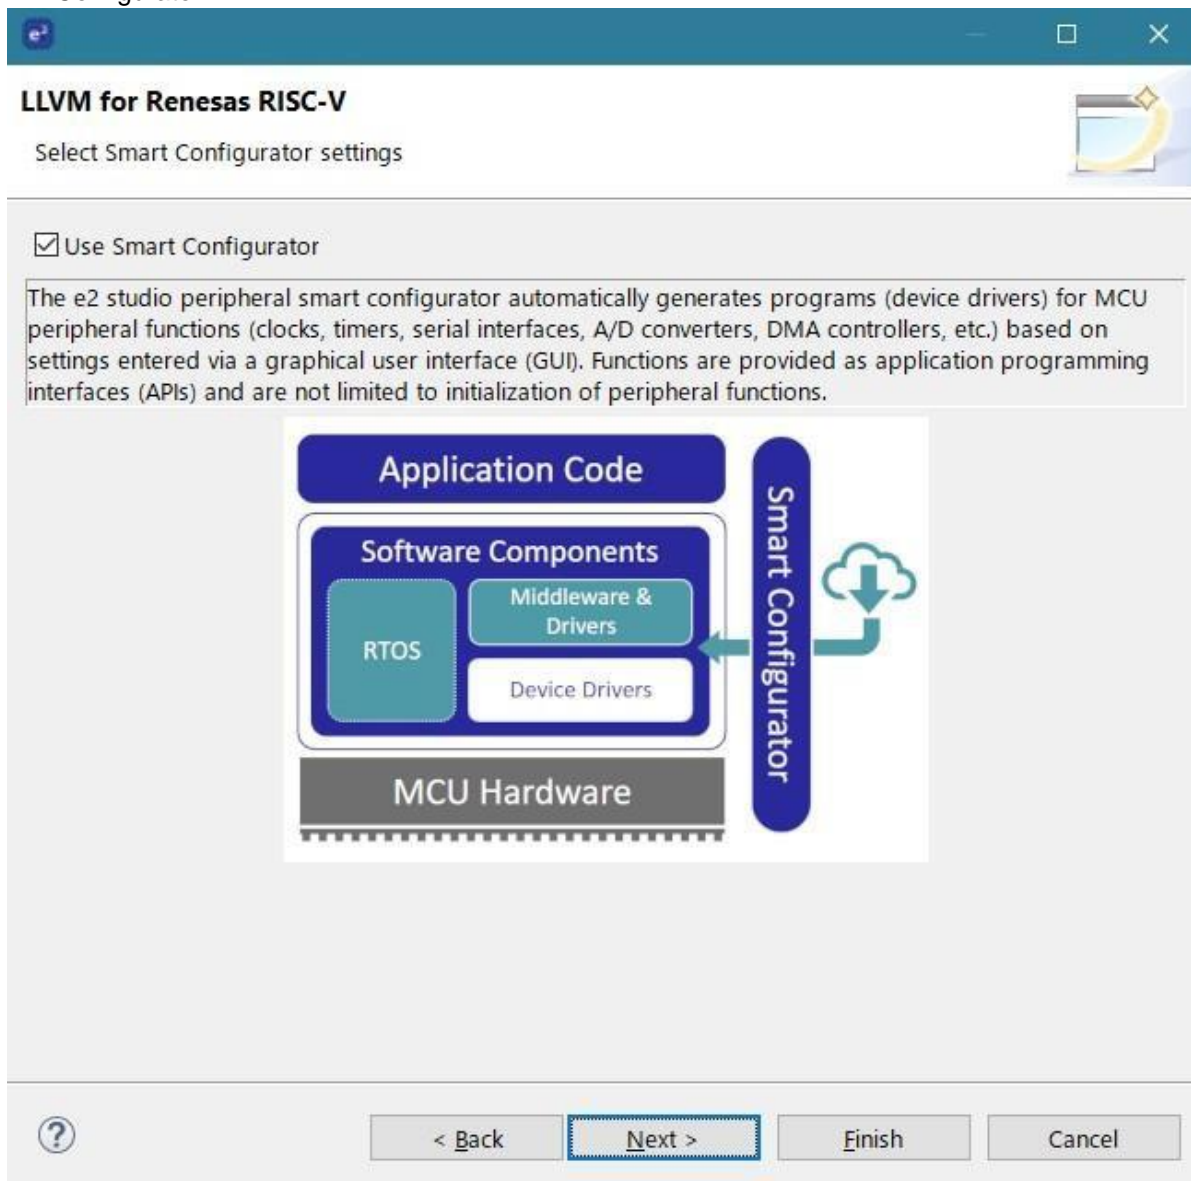 e²
LLVM for Renesas RISC-V
Select Smart Configurator settings
Use Smart Configurator
The e2 studio peripheral smart configurator automatically generates programs (device drivers) for MCU
peripheral functions (clocks, timers, serial interfaces, A/D converters, DMA controllers, etc.) based on
settings entered via a graphical user interface (GUI). Functions are provided as application programming
interfaces (APIs) and are not limited to initialization of peripheral functions.
Application Code
Software Components
Middleware &
Drivers
RTOS
Device Drivers
MCU Hardware
Smart Configurator
?
< Back
Next >
Finish
Cancel